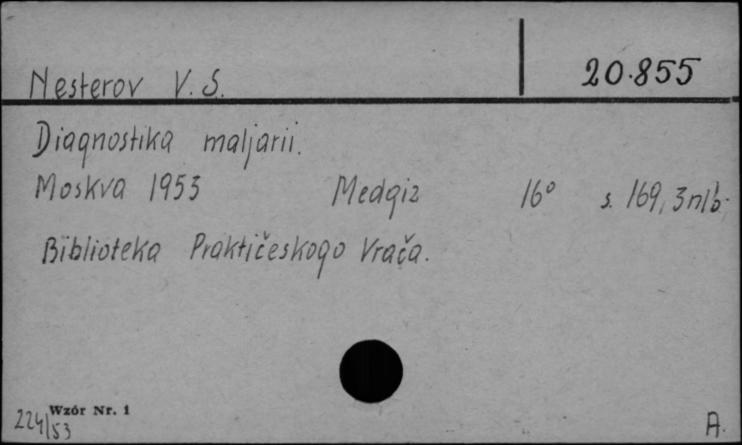 Nesterov V. S. 20.855
Diagnostika maljarii.
Moskva 1953 Medgiz 16° s. 169, 3 nlb.
Biblioteka Praktičeskogo Vrača.
Wzór Nr. 1
224/53 A.